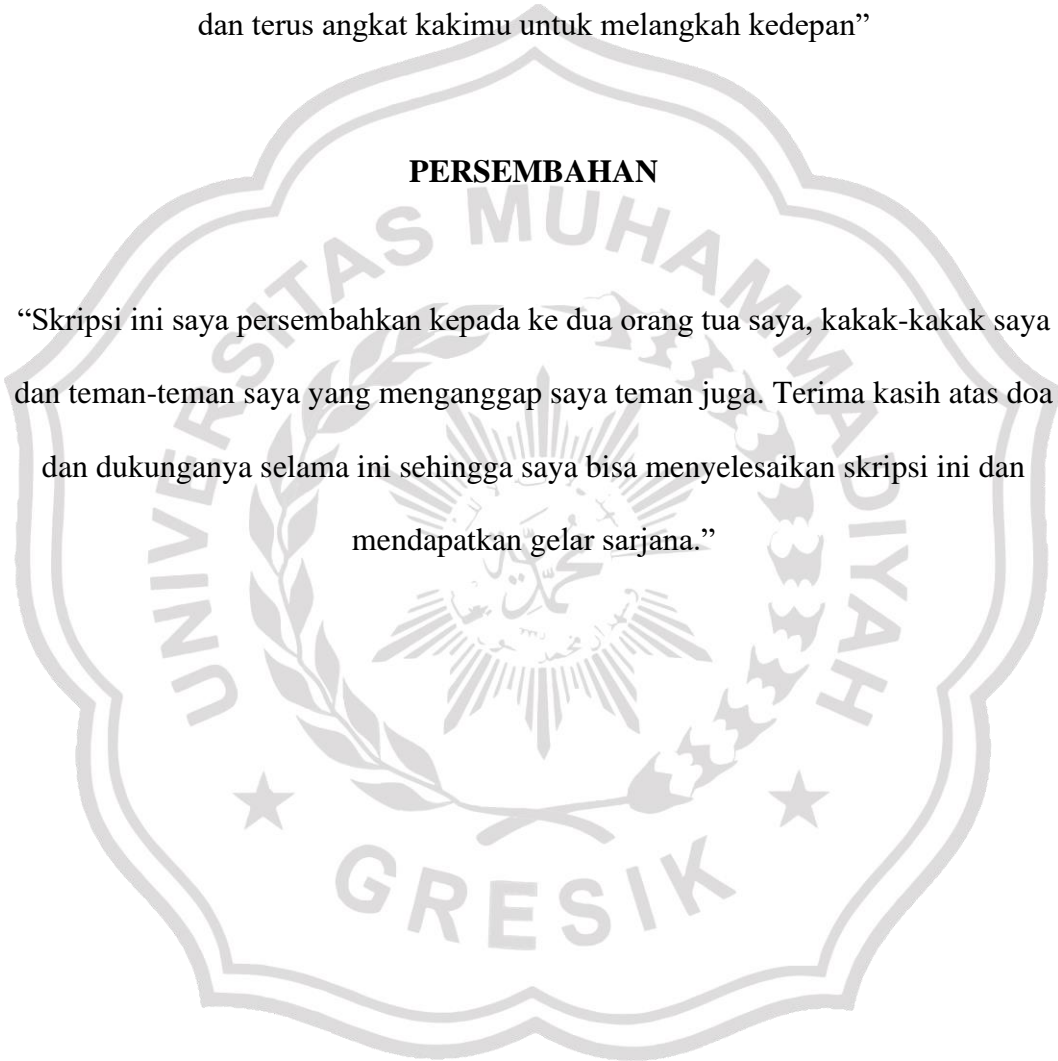 dan terus angkat kakimu untuk melangkah kedepan”
PERSEMBAHAN
“Skripsi ini saya persembahkan kepada ke dua orang tua saya, kakak-kakak saya
dan teman-teman saya yang menganggap saya teman juga. Terima kasih atas doa
dan dukunganya selama ini sehingga saya bisa menyelesaikan skripsi ini dan
mendapatkan gelar sarjana.”
UNIVERSITAS MUHAMMADIYAH
GRESIK